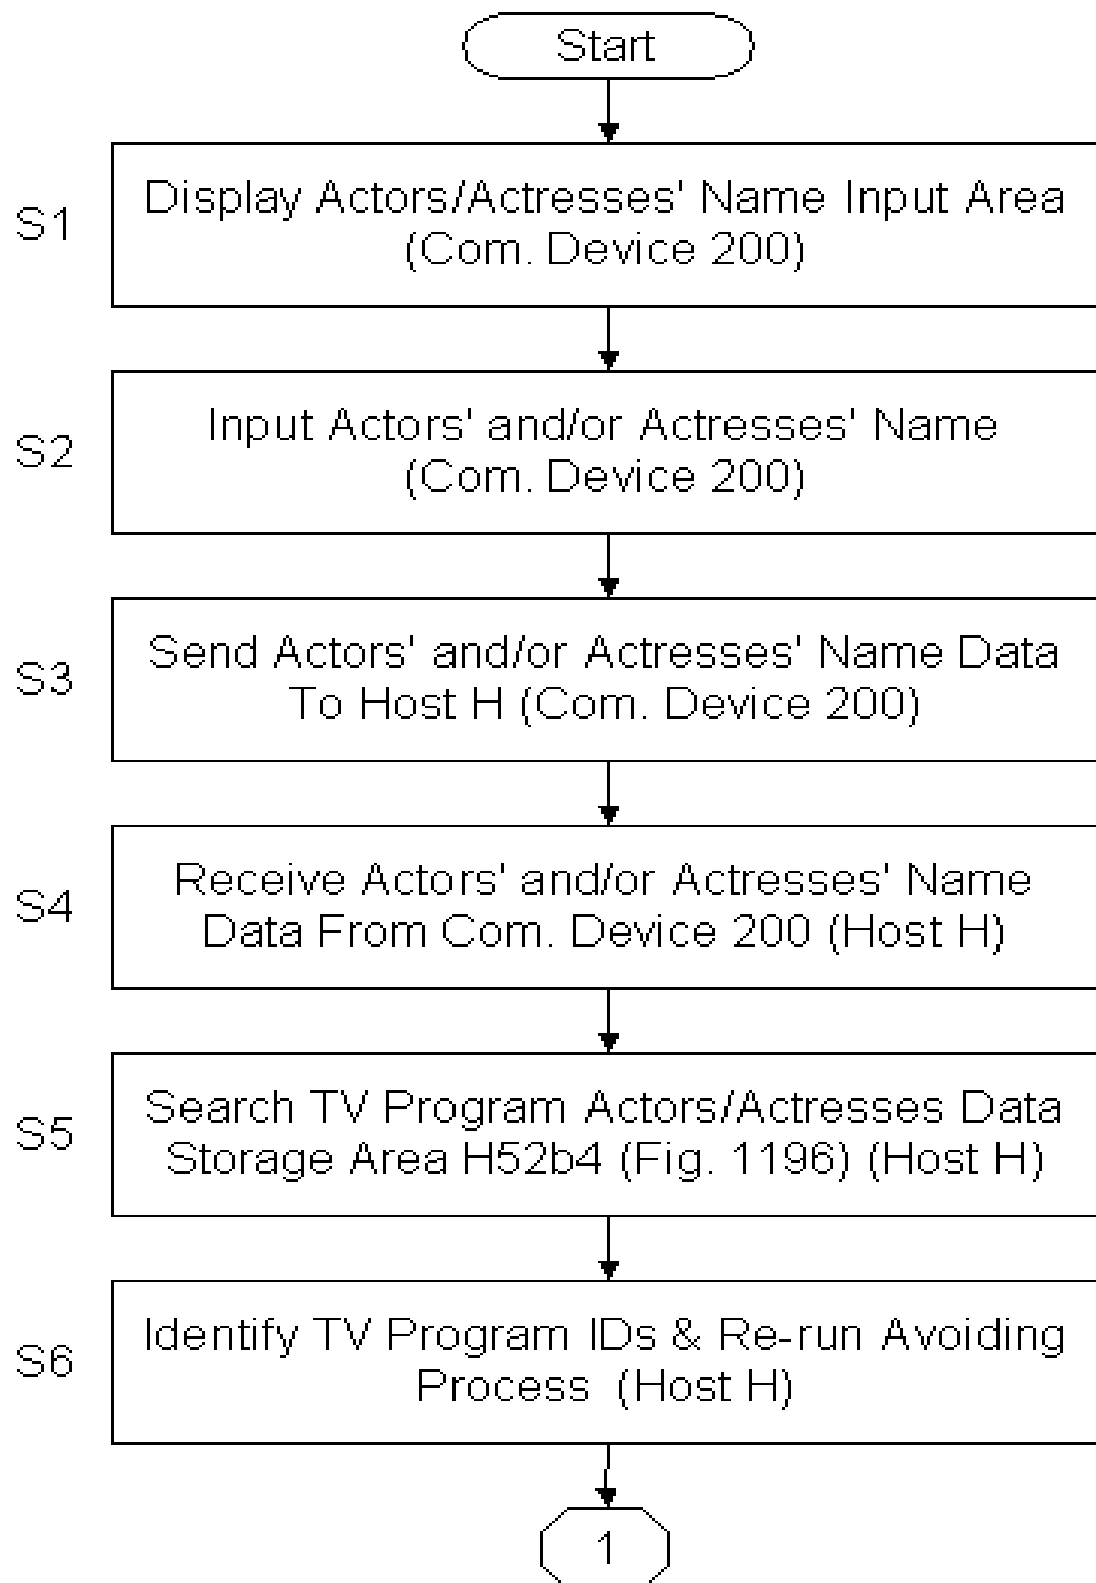 Start
S1
Display Actors/Actresses' Name Input Area
(Com. Device 200)
S2
Input Actors' and/or Actresses' Name
(Com. Device 200)
S3
Send Actors' and/or Actresses' Name Data
To Host H (Com. Device 200)
S4
Receive Actors' and/or Actresses' Name
Data From Com. Device 200 (Host H)
S5
Search TV Program Actors/Actresses Data
Storage Area H52b4 (Fig. 1196) (Host H)
S6
Identify TV Program IDs & Re-run Avoiding
Process (Host H)
1